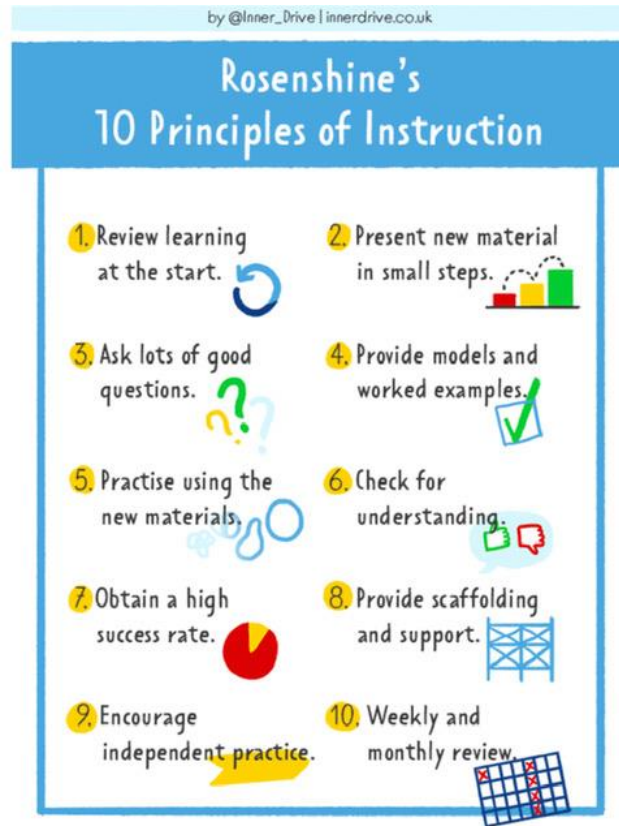 by @Inner_Drive | innerdrive.co.uk
Rosenshine's
10 Principles of Instruction
1. Review learning
at the start.
2. Present new material
in small steps.
3. Ask lots of good
questions.
4. Provide models and
worked examples.
5. Practise using the
new materials.
6. Check for
understanding.
7. Obtain a high
success rate.
8. Provide scaffolding
and support.
9. Encourage
independent practice.
10. Weekly and
monthly review.